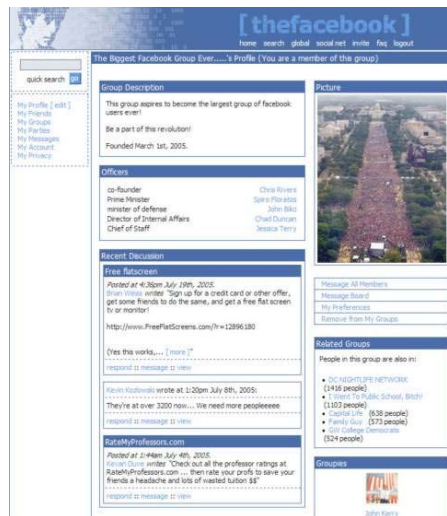 [thefacebook]
home search global social net invite faq logout
quick search go
My Profile [ edit ]
My Friends
My Groups
My Parties
My Messages
My Account
My Privacy
The Biggest Facebook Group Ever.....'s Profile (You are a member of this group)
Group Description
This group aspires to become the largest group of facebook
users ever!
Be a part of this revolution!
Founded March 1st, 2005.
Officers
co-founder Chris Rivers
Prime Minister Spiro Floratos
minister of defense John Biko
Director of Internal Affairs Chad Duncan
Chief of Staff Jessica Terry
Recent Discussion
Free flatscreen
Posted at 4:36pm July 19th, 2005.
Brian Weiss writes "Sign up for a credit card or other offer,
get some friends to do the same, and get a free flat screen
tv or monitor!
http://www.FreeFlatScreens.com/?r=12896180
(Yes this works,... [ more ]"
respond :: message :: view
Kevin Kozlowski wrote at 1:20pm July 8th, 2005:
They're at over 3200 now... We need more peopleeeee
respond :: message :: view
RateMyProfessors.com
Posted at 1:44am July 4th, 2005.
Kevan Duve writes "Check out all the professor ratings at
RateMyProfessors.com ... then rate your profs to save your
friends a headache and lots of wasted tuition $$"
respond :: message :: view
Picture
Message All Members
Message Board
My Preferences
Remove from My Groups
Related Groups
People in this group are also in:
DC NIGHTLIFE NETWORK
(1416 people)
I Went To Public School, Bitch!
(1103 people)
Capital Life (638 people)
Family Guy (573 people)
GW College Democrats
(524 people)
Groupies
John Kerry